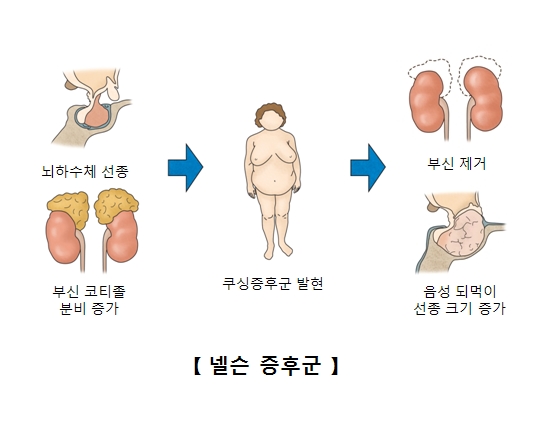 뇌하수체 선종
부신 코티졸
분비 증가
쿠싱증후군 발현
부신 제거
음성 되먹이
선종 크기 증가
【 넬슨 증후군 】